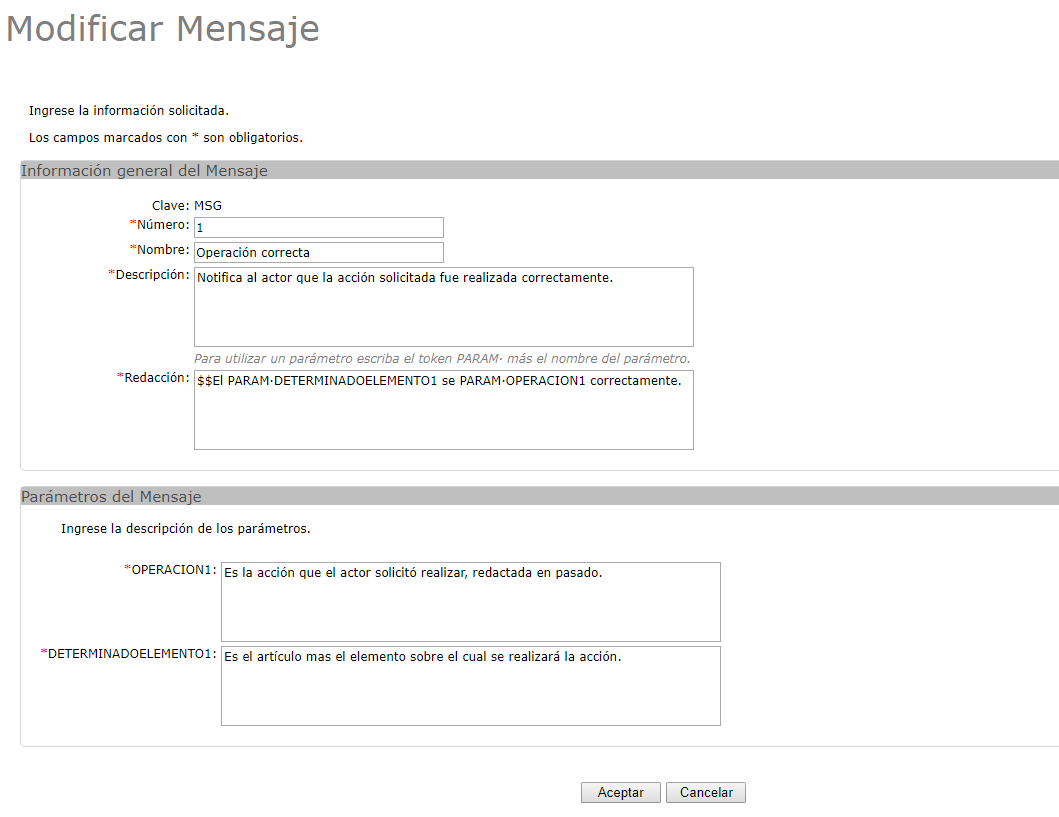 Modificar Mensaje
Ingrese la información solicitada.
Los campos marcados con * son obligatorios.
Información general del Mensaje
Clave: MSG
*Número: 1
*Nombre: Operación correcta
*Descripción: Notifica al actor que la acción solicitada fue realizada correctamente.
Para utilizar un parámetro escriba el token PARAM· más el nombre del parámetro.
*Redacción: $$El PARAM·DETERMINADOELEMENTO1 se PARAM·OPERACION1 correctamente.
Parámetros del Mensaje
Ingrese la descripción de los parámetros.
*OPERACION1: Es la acción que el actor solicitó realizar, redactada en pasado.
*DETERMINADOELEMENTO1: Es el artículo mas el elemento sobre el cual se realizará la acción.
Aceptar Cancelar